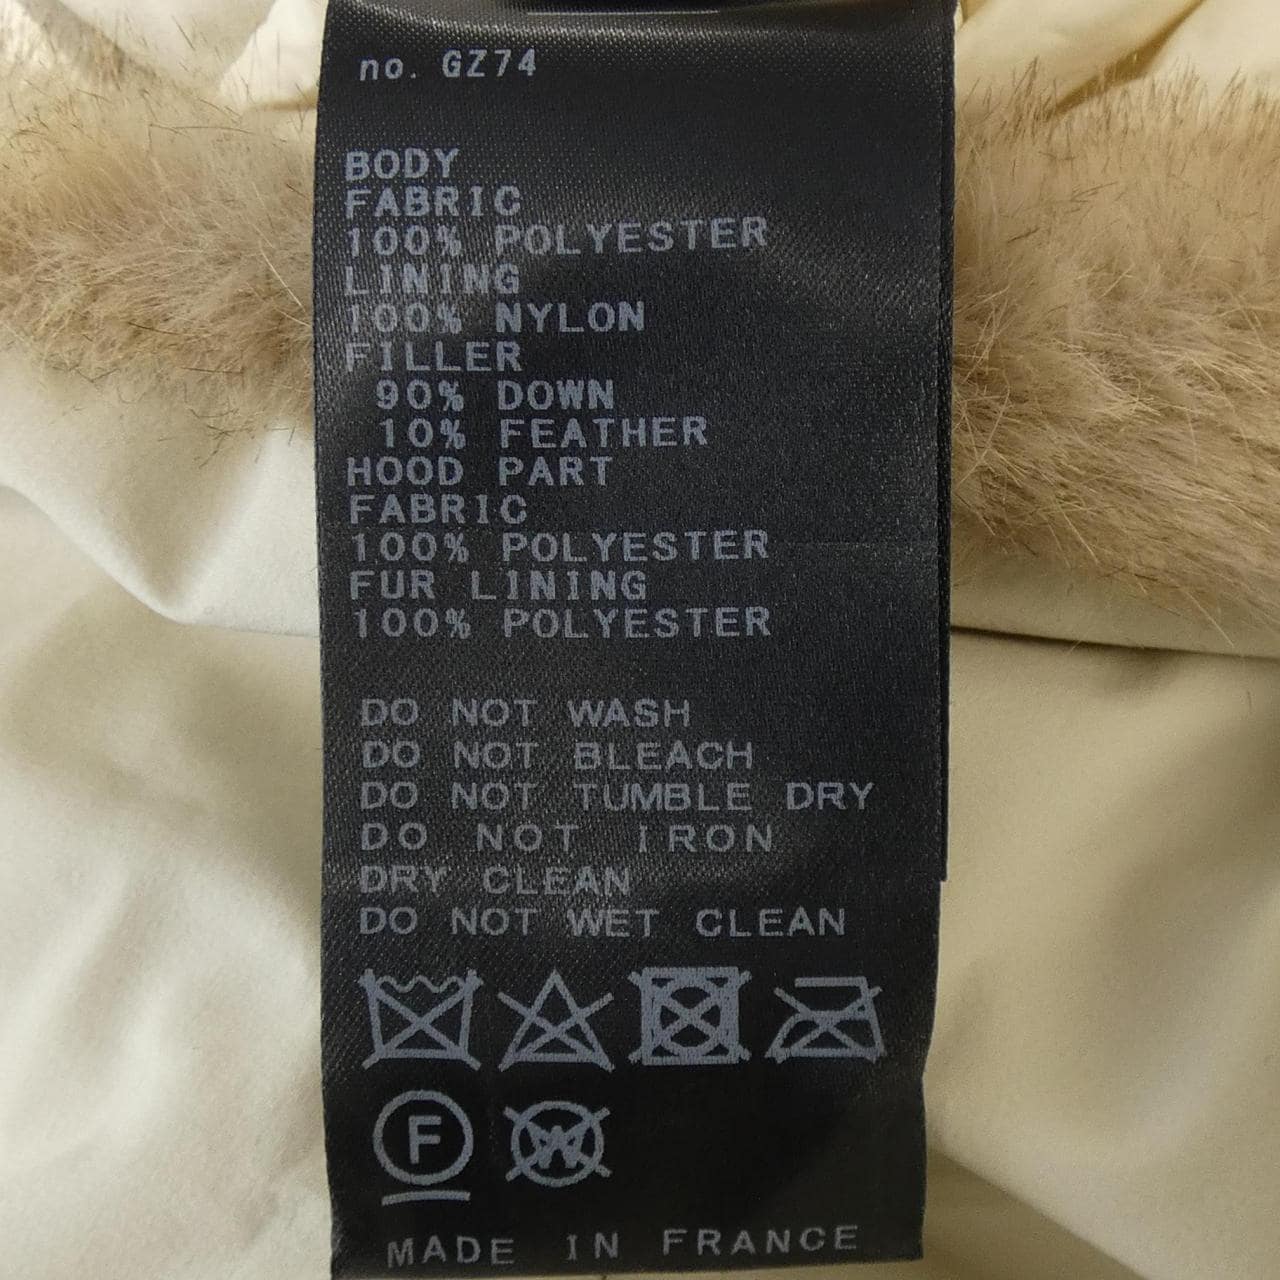 no. GZ74
BODY
FABRIC
100% POLYESTER
LINING
100% NYLON
FILLER
90% DOWN
10% FEATHER
HOOD PART
FABRIC
100% POLYESTER
FUR LINING
100% POLYESTER
DO NOT WASH
DO NOT BLEACH
DO NOT TUMBLE DRY
DO NOT IRON
DRY CLEAN
DO NOT WET CLEAN
F W
MADE IN FRANCE